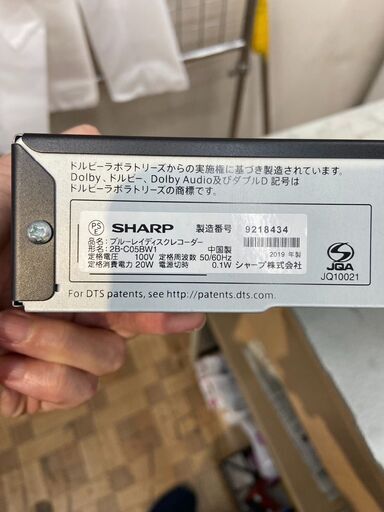 ドルビーラボラトリーズからの実施権に基づき製造されています。
Dolby、ドルビー、Dolby Audio及びダブルD 記号は
ドルビーラボラトリーズの商標です。
PS
E
SHARP 製造番号 9218434
品名:ブルーレイディスクレコーダー
形名:2B-C05BW1 中国製
定格電圧 100V 定格周波数 50/60Hz 2019 年製
定格消費電力 20W 電源切時 0.1W シャープ株式会社
JQA
JQ10021
For DTS patents, see http://patents.dts.com.